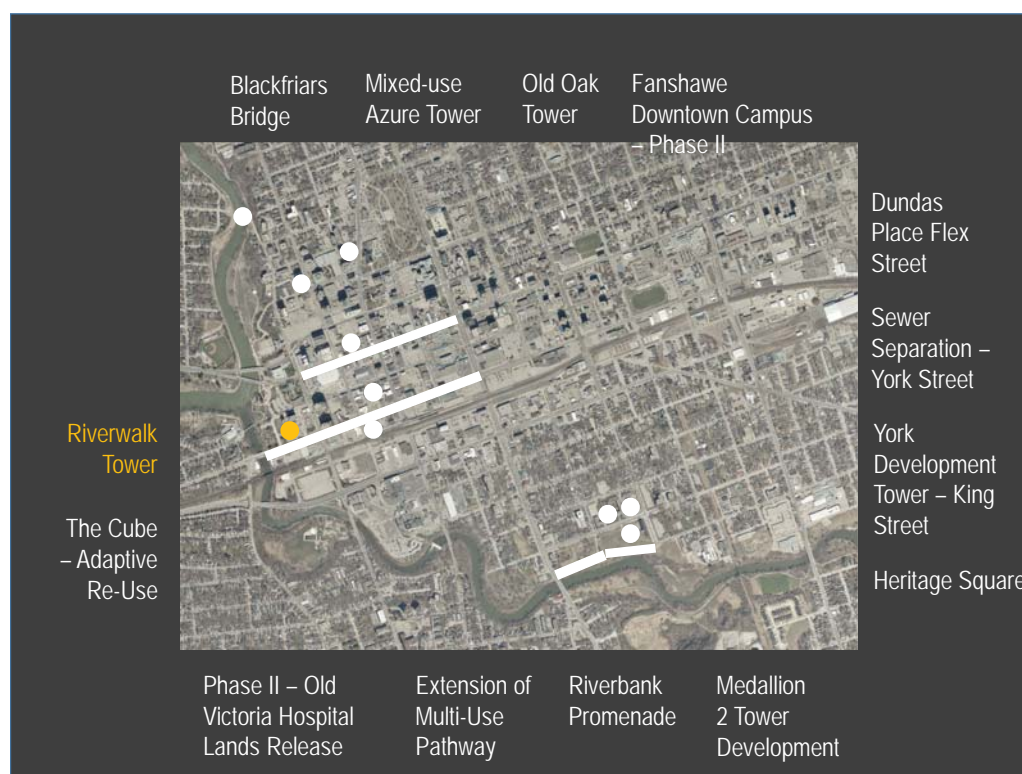 Blackfriars
Bridge
Mixed-use
Azure Tower
Old Oak
Tower
Fanshawe
Downtown Campus
– Phase II
Dundas
Place Flex
Street
Sewer
Separation –
York Street
York
Development
Tower – King
Street
Heritage Square
Riverwalk
Tower
The Cube
– Adaptive
Re-Use
Phase II – Old
Victoria Hospital
Lands Release
Extension of
Multi-Use
Pathway
Riverbank
Promenade
Medallion
2 Tower
Development